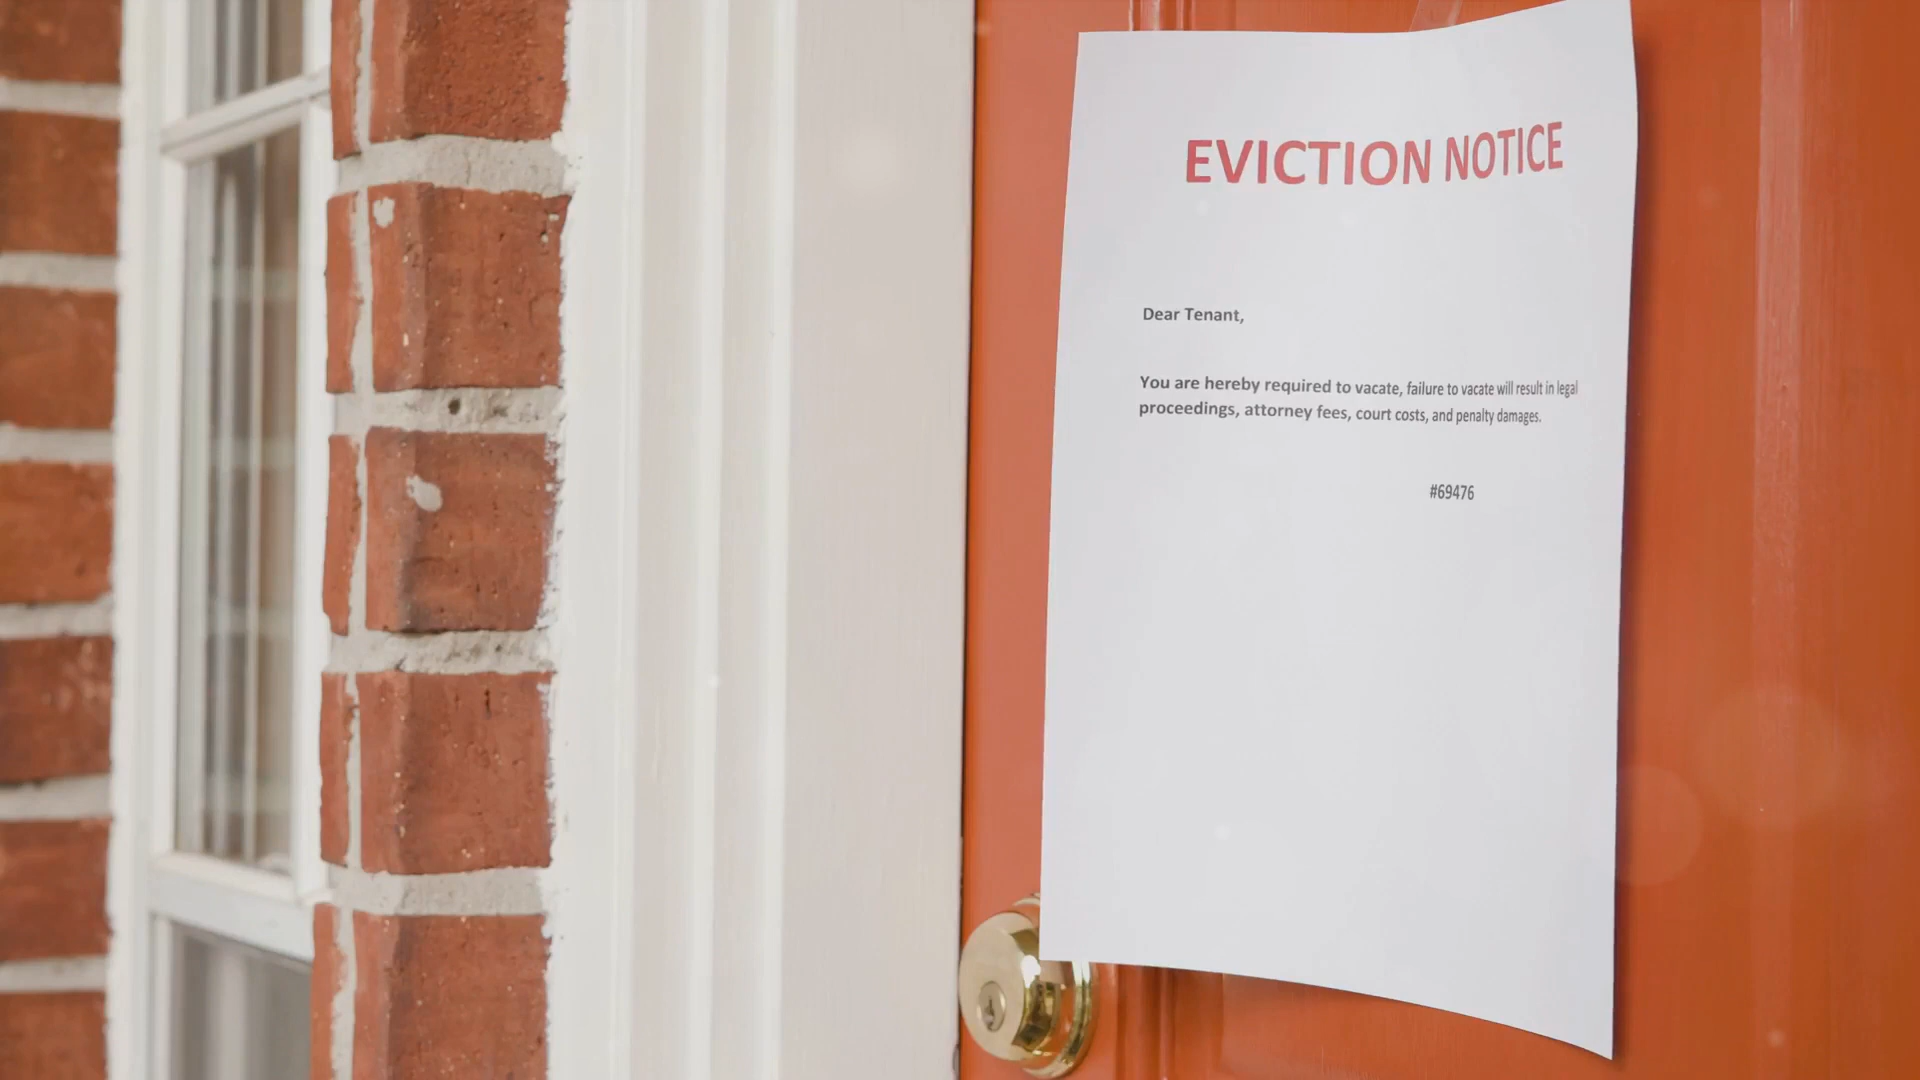 EVICTION NOTICE
Dear Tenant,
You are hereby required to vacate, failure to vacate will result in legal
proceedings, attorney fees, court costs, and penalty damages.
#69476